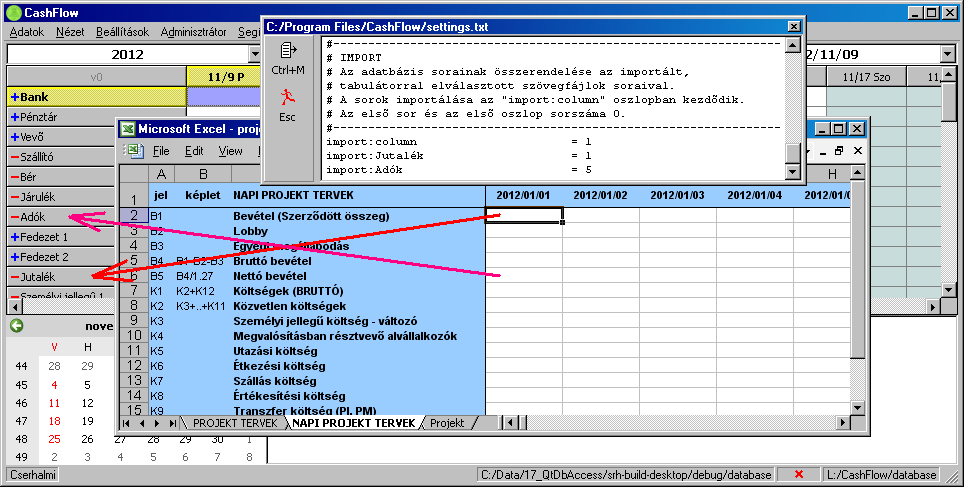 CashFlow
Adatok Nézet Beállítások Adminisztrátor Segí
2012
2/11/09
v0
11/9 P
11/17 Szo
11,
+Bank
+Pénztár
+Vevő
−Szállító
−Bér
−Járulék
−Adók
+Fedezet 1
+Fedezet 2
−Jutalék
−Személyi jellegű 1
C:/Program Files/CashFlow/settings.txt
Ctrl+M
Esc
#--------------------------------------------------------------------
# IMPORT
# Az adatbázis sorainak összerendelése az importált,
# tabulátorral elválasztott szövegfájlok soraival.
# A sorok importálása az "import:column" oszlopban kezdődik.
# Az első sor és az első oszlop sorszáma 0.
#--------------------------------------------------------------------
import:column = 1
import:Jutalék = 1
import:Adók = 5
Microsoft Excel - proj
File Edit View
A B H
1 jel képlet NAPI PROJEKT TERVEK 2012/01/01 2012/01/02 2012/01/03 2012/01/04 2012/01/0
2 B1 Bevétel (Szerződött összeg)
3 B2 Lobby
4 B3 Egyedi megállapodás
5 B4 B1-B2-B3 Bruttó bevétel
6 B5 B4/1.27 Nettó bevétel
7 K1 K2+K12 Költségek (BRUTTÓ)
8 K2 K3+..+K11 Közvetlen költségek
9 K3 Személyi jellegű költség - változó
10 K4 Megvalósításban résztvevő alvállalkozók
11 K5 Utazási költség
12 K6 Étkezési költség
13 K7 Szállás költség
14 K8 Értékesítési költség
15 K9 Transzfer költség (PL, PM)
PROJEKT TERVEK NAPI PROJEKT TERVEK Projekt
nove
V H
44 28 29
45 4 5
46 11 12
47 18 19
48 25 26 27 28 29 30 1
49 2 3 4 5 6 7 8
Cserhalmi
C:/Data/17_QtDbAccess/srh-build-desktop/debug/database
L:/CashFlow/database